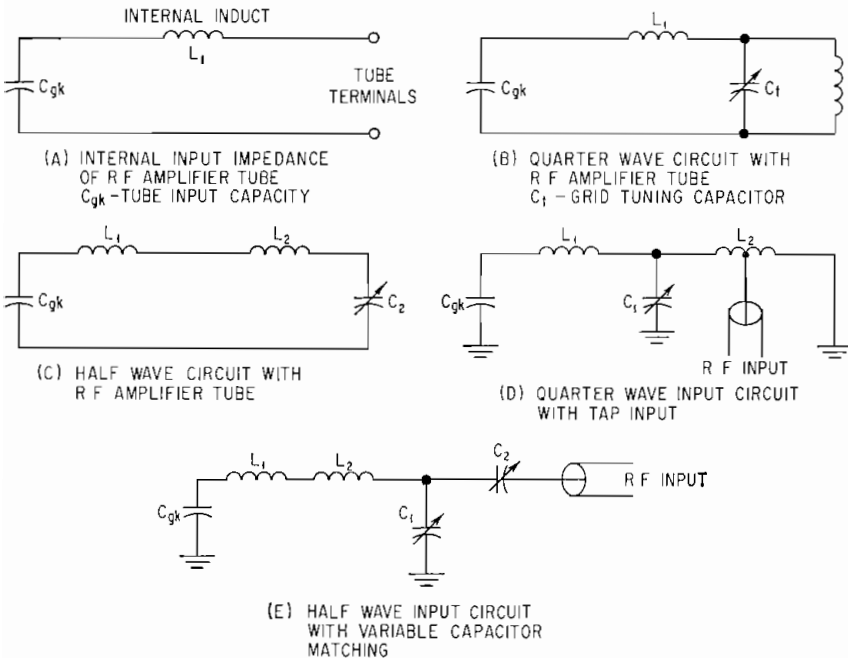 INTERNAL INDUCT
L₁
Cgk
TUBE
TERMINALS
(A) INTERNAL INPUT IMPEDANCE
OF R F AMPLIFIER TUBE
Cgk-TUBE INPUT CAPACITY
L₁
Cgk
Ct
(B) QUARTER WAVE CIRCUIT WITH
R F AMPLIFIER TUBE
Ct - GRID TUNING CAPACITOR
L₁
L₂
Cgk
C₂
(C) HALF WAVE CIRCUIT WITH
R F AMPLIFIER TUBE
L₁
L₂
Cgk
C₁
R F INPUT
(D) QUARTER WAVE INPUT CIRCUIT
WITH TAP INPUT
L₁
L₂
C₂
R F INPUT
Cgk
C₁
(E) HALF WAVE INPUT CIRCUIT
WITH VARIABLE CAPACITOR
MATCHING